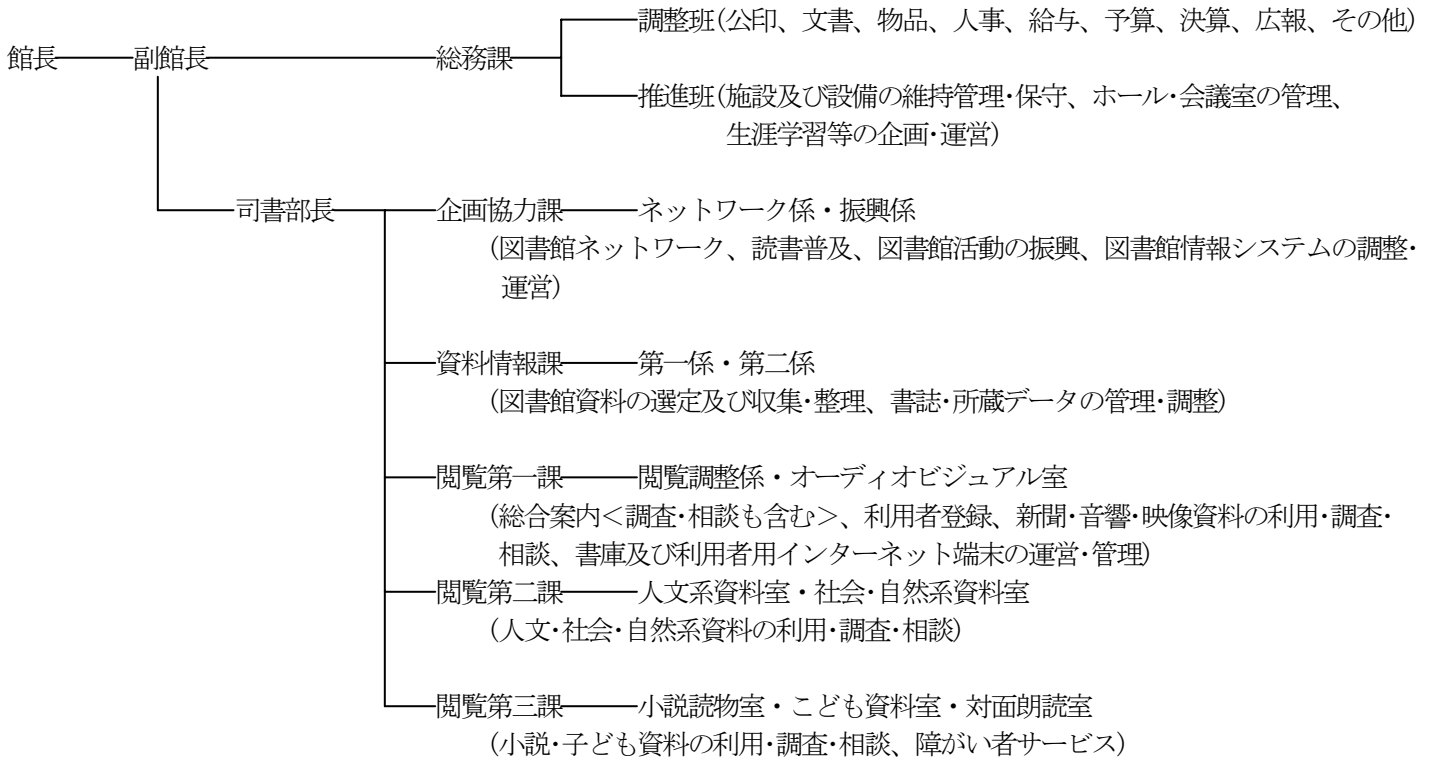 調整班(公印、文書、物品、人事、給与、予算、決算、広報、その他)
館長 副館長 総務課
推進班(施設及び設備の維持管理・保守、ホール・会議室の管理、
生涯学習等の企画・運営)
司書部長 企画協力課 ネットワーク係・振興係
(図書館ネットワーク、読書普及、図書館活動の振興、図書館情報システムの調整・
運営)
資料情報課 第一係・第二係
(図書館資料の選定及び収集・整理、書誌・所蔵データの管理・調整)
閲覧第一課 閲覧調整係・オーディオビジュアル室
(総合案内<調査・相談も含む>、利用者登録、新聞・音響・映像資料の利用・調査・
相談、書庫及び利用者用インターネット端末の運営・管理)
閲覧第二課 人文系資料室・社会・自然系資料室
(人文・社会・自然系資料の利用・調査・相談)
閲覧第三課 小説読物室・こども資料室・対面朗読室
(小説・子ども資料の利用・調査・相談、障がい者サービス)